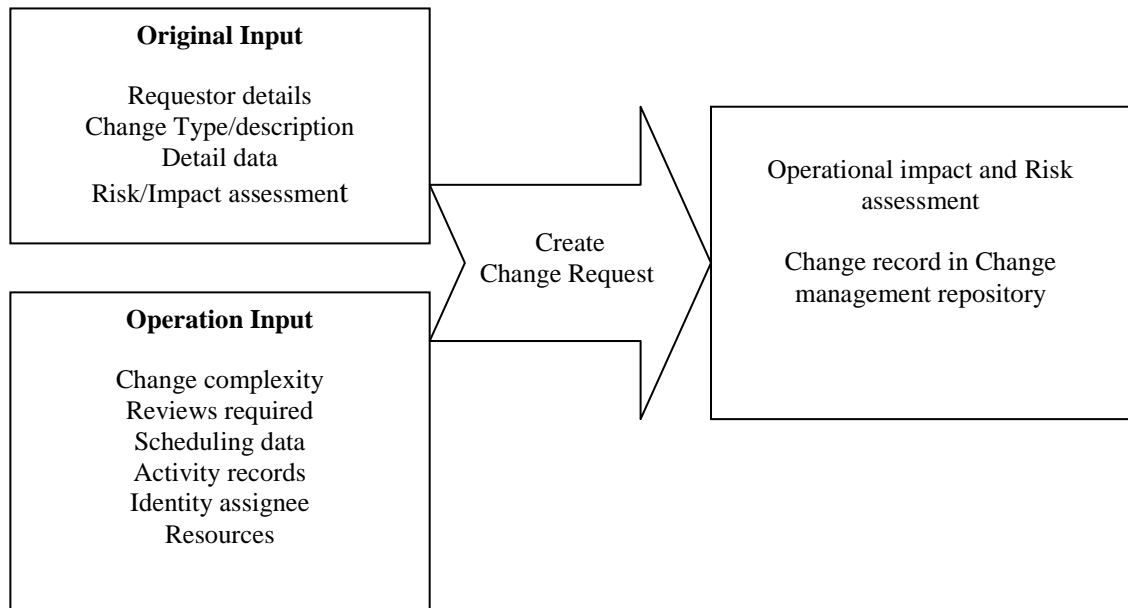 Original Input
Requestor details
Change Type/description
Detail data
Risk/Impact assessment
Operation Input
Change complexity
Reviews required
Scheduling data
Activity records
Identity assignee
Resources
Create
Change Request
Operational impact and Risk
assessment
Change record in Change
management repository